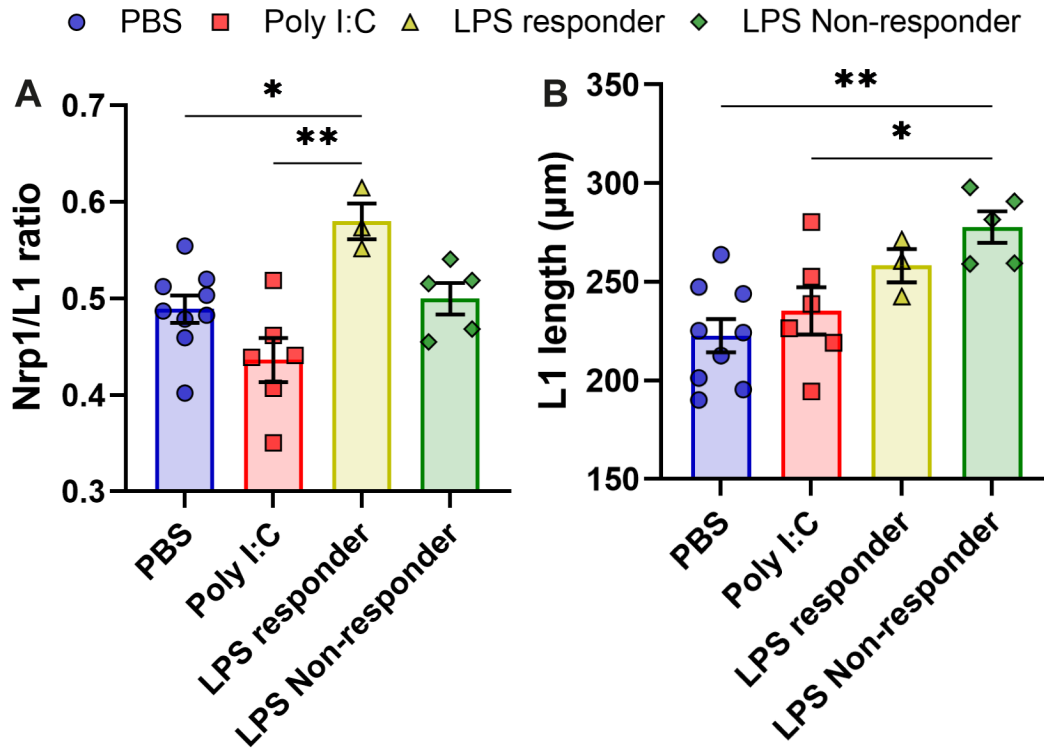 PBS Poly I:C LPS responder LPS Non-responder
A
Nrp1/L1 ratio
0.7
0.6
0.5
0.4
0.3
*
**
PBS
Poly I:C
LPS responder
LPS Non-responder
B
L1 length (µm)
350
300
250
200
150
**
*
PBS
Poly I:C
LPS responder
LPS Non-responder